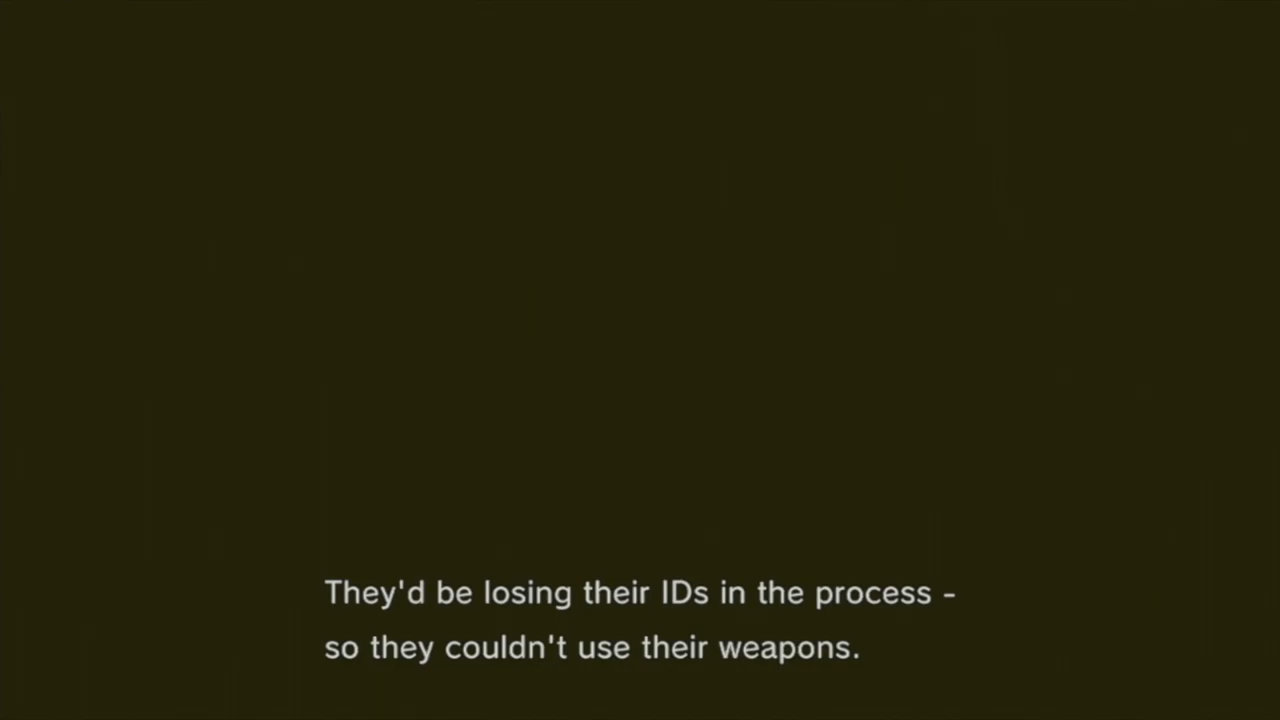 They'd be losing their IDs in the process -
so they couldn't use their weapons.